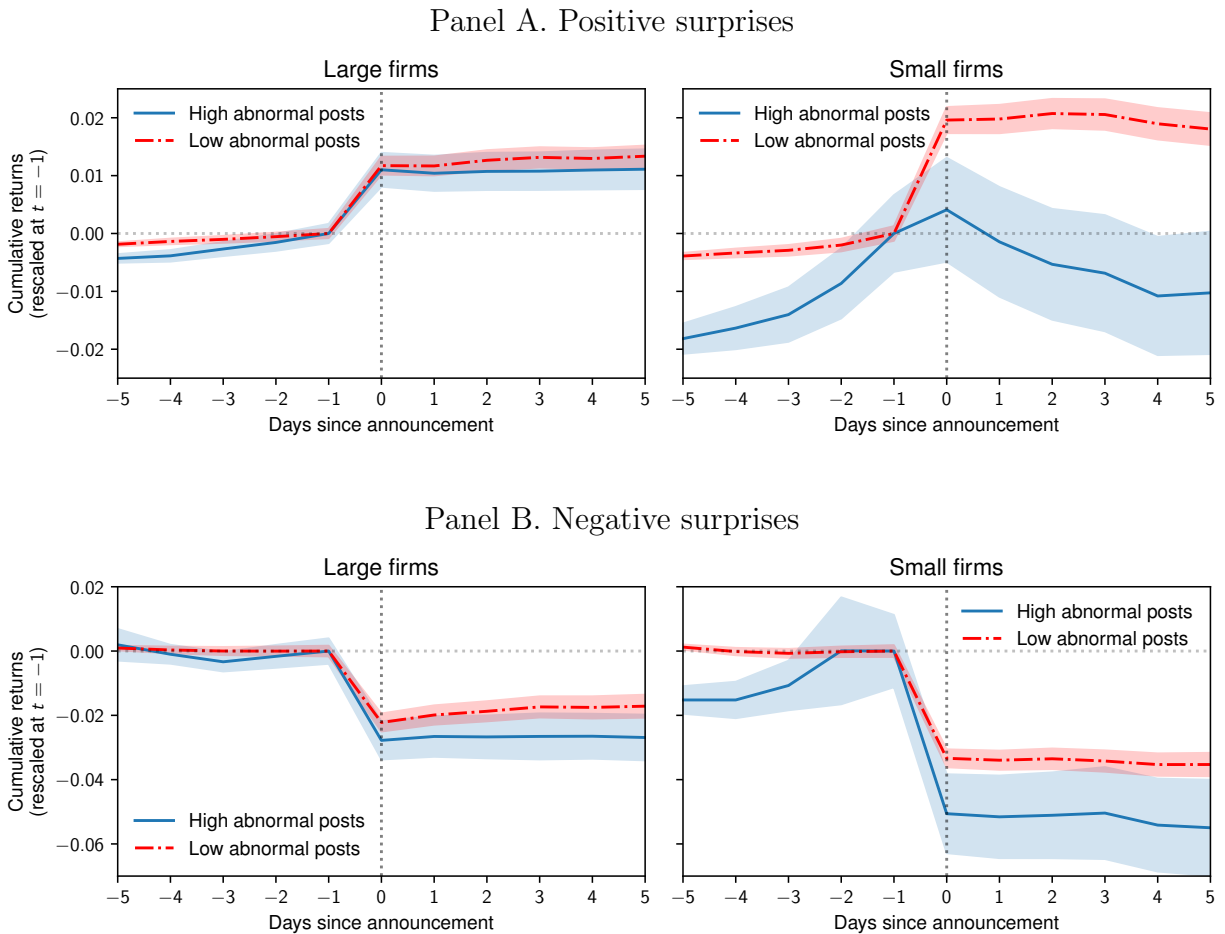 Panel A. Positive surprises
Large firms
Small firms
Cumulative returns
(rescaled at t = −1)
0.02
0.01
0.00
−0.01
−0.02
High abnormal posts
Low abnormal posts
High abnormal posts
Low abnormal posts
−5 −4 −3 −2 −1 0 1 2 3 4 5
−5 −4 −3 −2 −1 0 1 2 3 4 5
Days since announcement
Days since announcement
Panel B. Negative surprises
Large firms
Small firms
Cumulative returns
(rescaled at t = −1)
0.02
0.00
−0.02
−0.04
−0.06
High abnormal posts
Low abnormal posts
High abnormal posts
Low abnormal posts
−5 −4 −3 −2 −1 0 1 2 3 4 5
−5 −4 −3 −2 −1 0 1 2 3 4 5
Days since announcement
Days since announcement